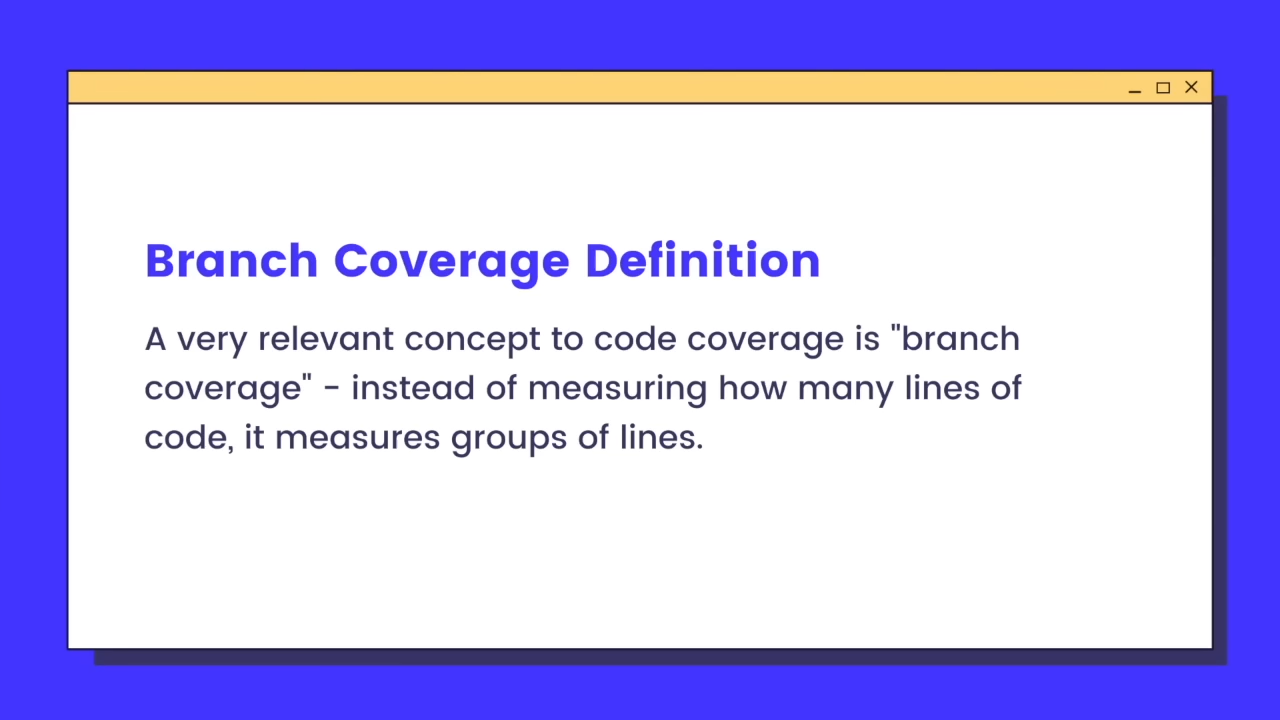 Branch Coverage Definition
A very relevant concept to code coverage is "branch
coverage" - instead of measuring how many lines of
code, it measures groups of lines.